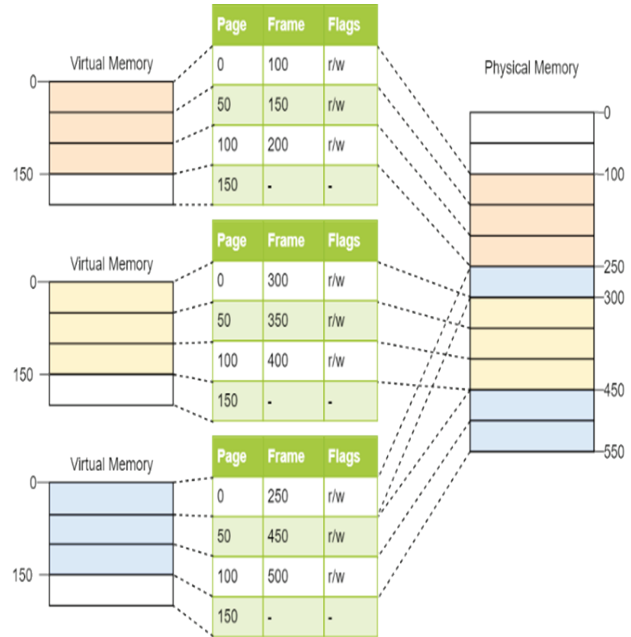 Page Frame Flags
Virtual Memory
0
150
0 100 r/w
50 150 r/w
100 200 r/w
150 - -
Physical Memory
0
100
250
300
450
550
Page Frame Flags
Virtual Memory
0
150
0 300 r/w
50 350 r/w
100 400 r/w
150 - -
Page Frame Flags
Virtual Memory
0
150
0 250 r/w
50 450 r/w
100 500 r/w
150 - -